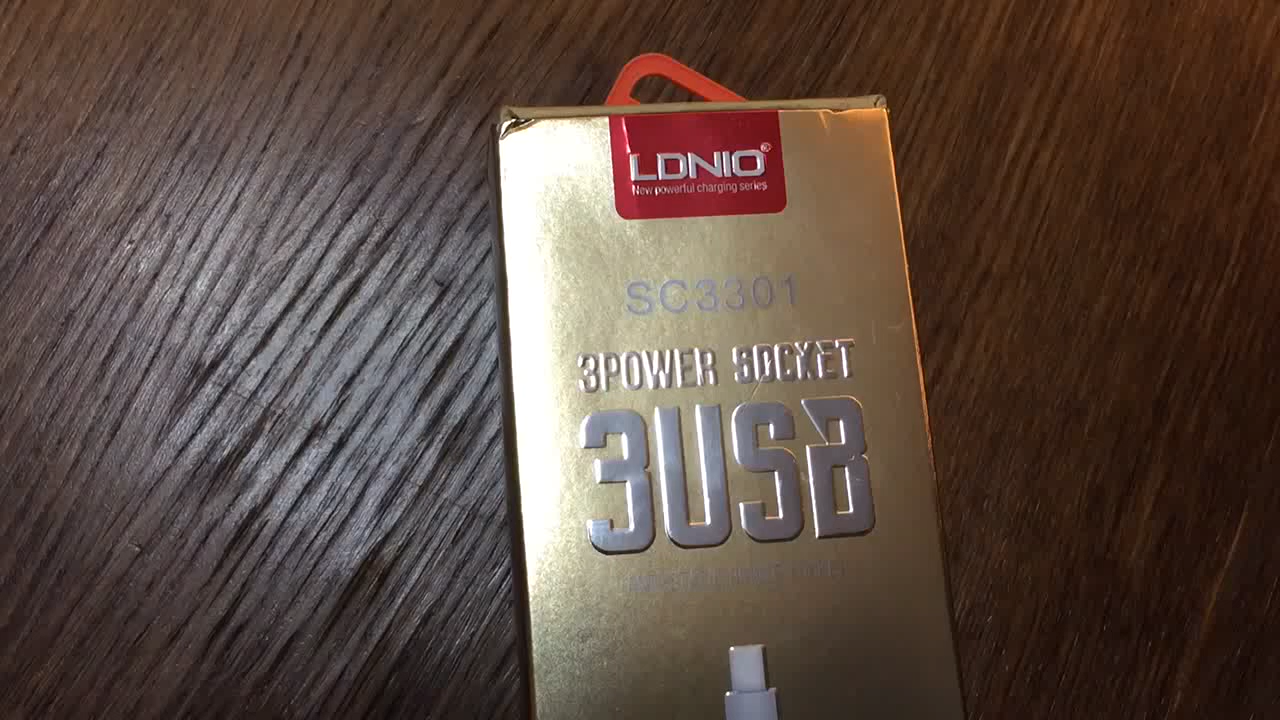 LDNIO®
New powerful charging series
SC3301
3POWER SOCKET
3USB